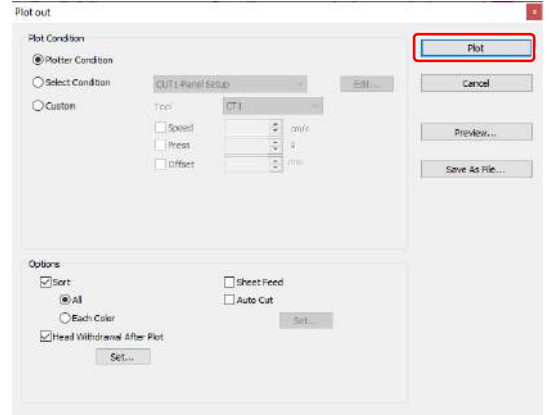 Plot out
Plot Condition
Plotter Condition
Select Condition
CUT1-Panel Setup
Edit...
Custom
Tool
CT1
Speed
cm/s
Press
g
Offset
mm
Plot
Cancel
Preview...
Save As File...
Options
Sort
All
Each Color
Head Withdrawal After Plot
Set...
Sheet Feed
Auto Cut
Set...